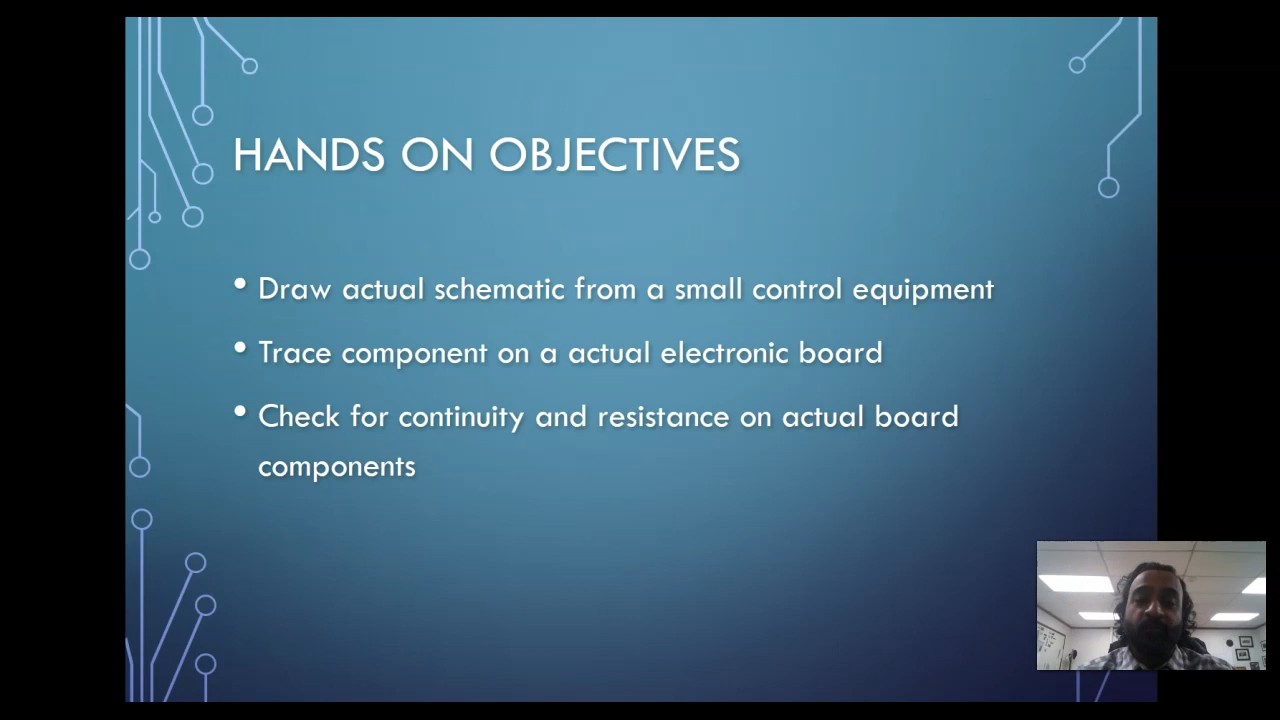 HANDS ON OBJECTIVES
• Draw actual schematic from a small control equipment
• Trace component on a actual electronic board
• Check for continuity and resistance on actual board
components